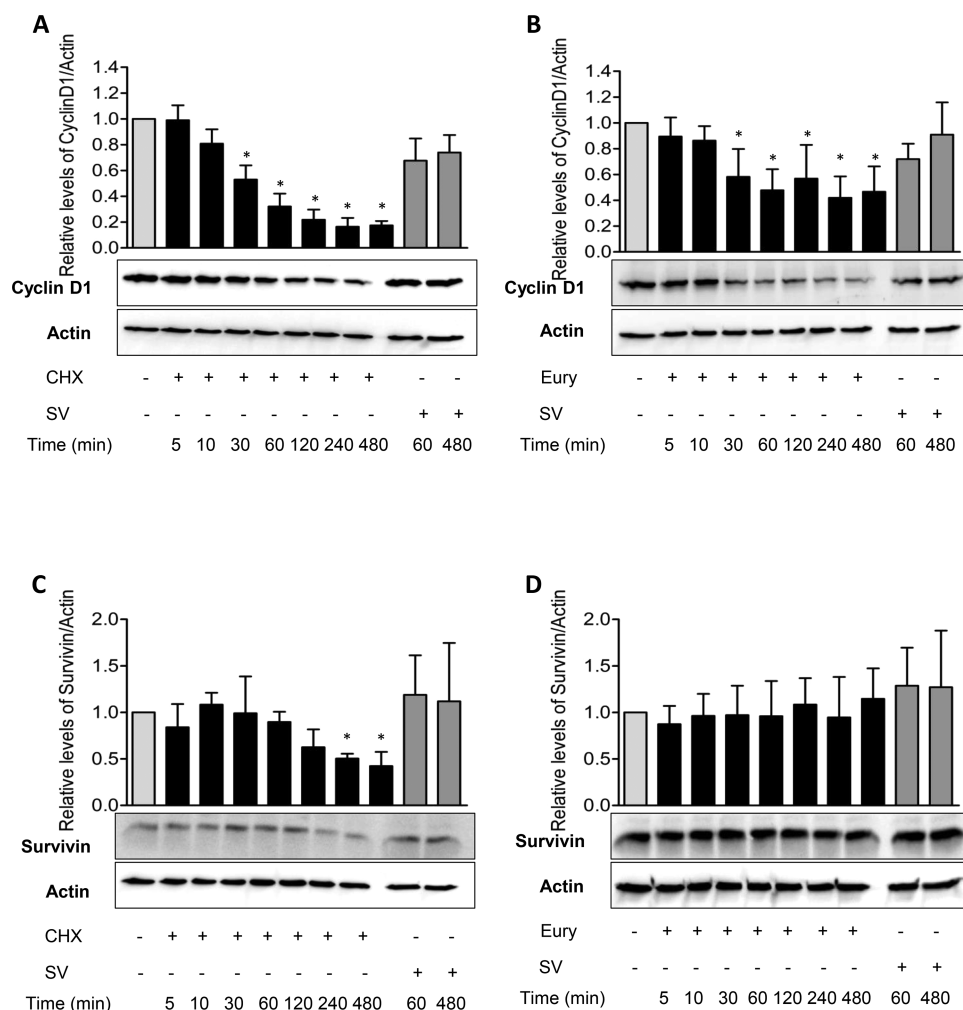 A
Relative levels of CyclinD1/Actin
1.4
1.2
1.0
0.8
0.6
0.4
0.2
0.0
* * * * *
Cyclin D1
Actin
CHX - + + + + + + + - -
SV - - - - - - - - + +
Time (min) 5 10 30 60 120 240 480 60 480
B
Relative levels of CyclinD1/Actin
1.4
1.2
1.0
0.8
0.6
0.4
0.2
0.0
* * * * *
Cyclin D1
Actin
Eury - + + + + + + + - -
SV - - - - - - - - + +
Time (min) 5 10 30 60 120 240 480 60 480
C
Relative levels of Survivin/Actin
2.0
1.5
1.0
0.5
0.0
* *
Survivin
Actin
CHX - + + + + + + + - -
SV - - - - - - - - + +
Time (min) 5 10 30 60 120 240 480 60 480
D
Relative levels of Survivin/Actin
2.0
1.5
1.0
0.5
0.0
Survivin
Actin
Eury - + + + + + + + - -
SV - - - - - - - - + +
Time (min) 5 10 30 60 120 240 480 60 480